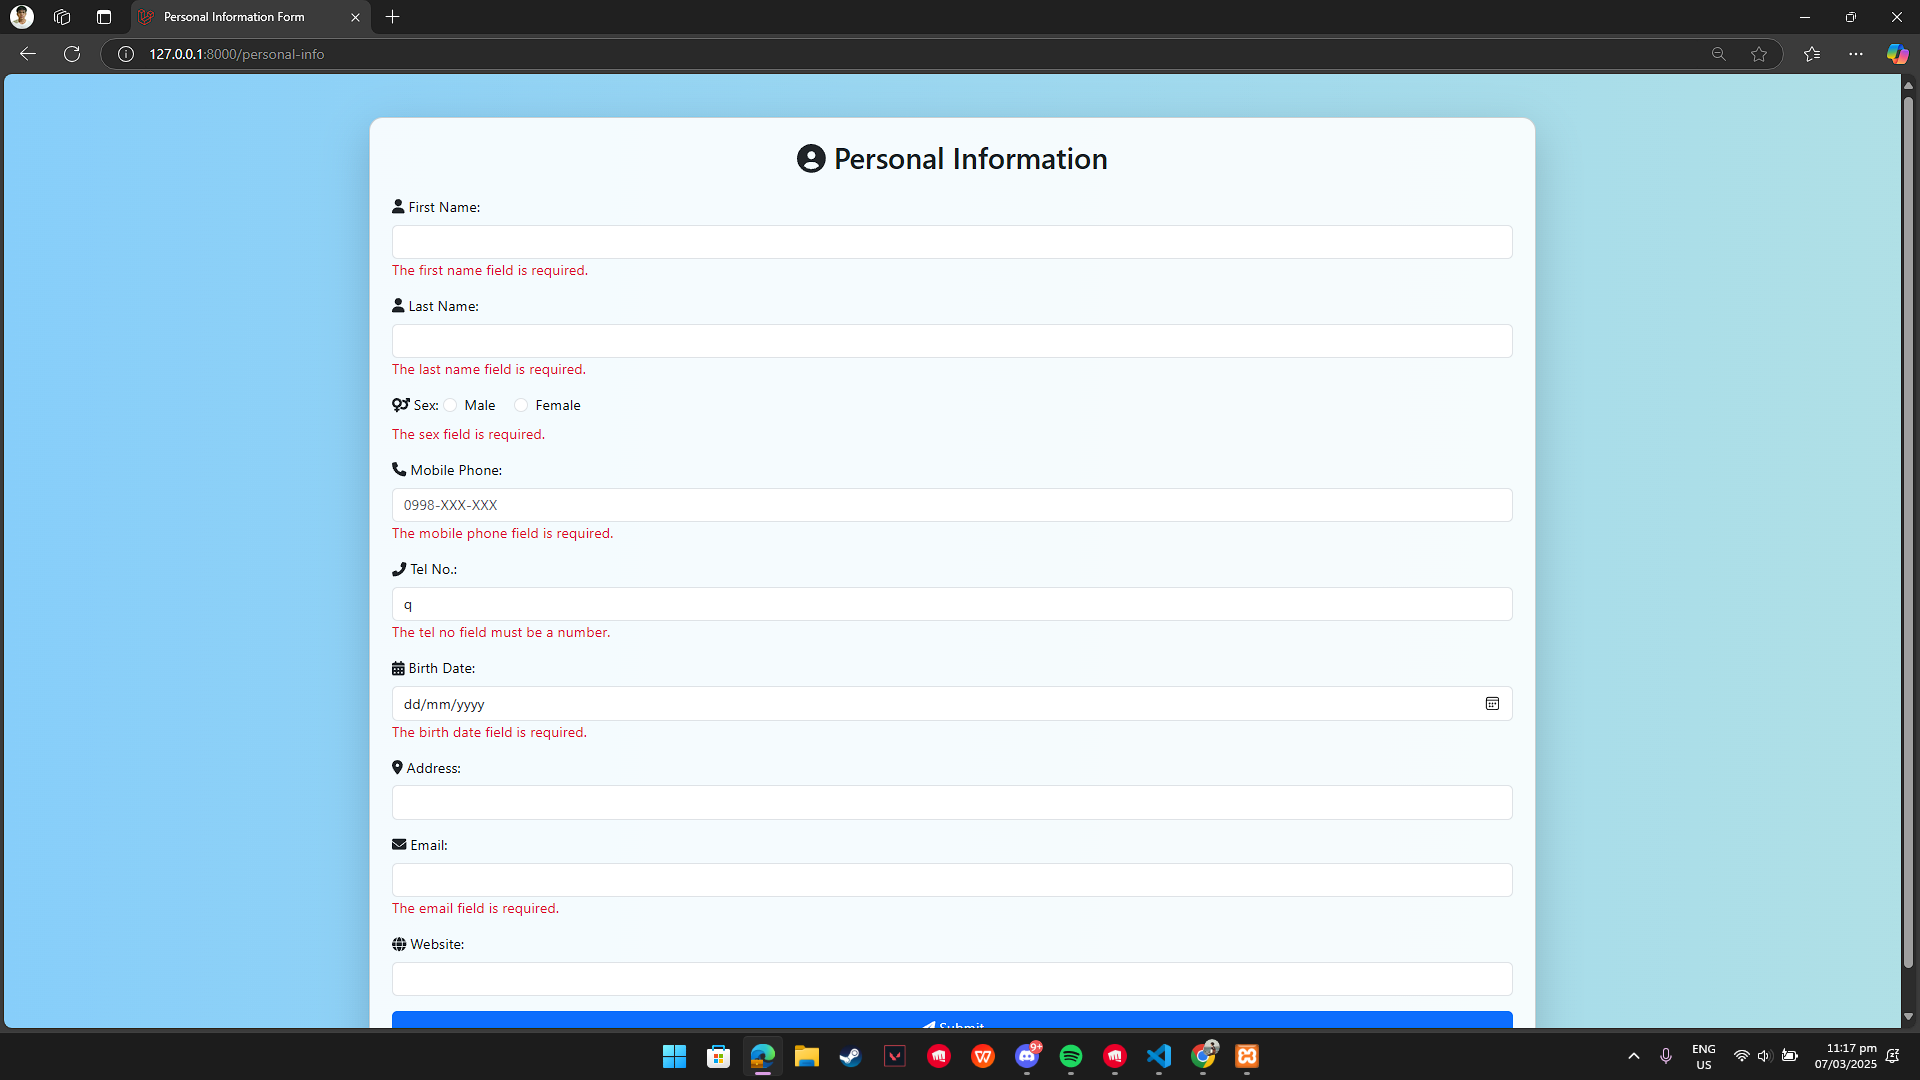 Personal Information Form
127.0.0.1:8000/personal-info
Personal Information
First Name:
The first name field is required.
Last Name:
The last name field is required.
Sex: Male Female
The sex field is required.
Mobile Phone:
0998-XXX-XXX
The mobile phone field is required.
Tel No.:
q
The tel no field must be a number.
Birth Date:
dd/mm/yyyy
The birth date field is required.
Address:
Email:
The email field is required.
Website:
Submit
9+
ENG
US
11:17 pm
07/03/2025